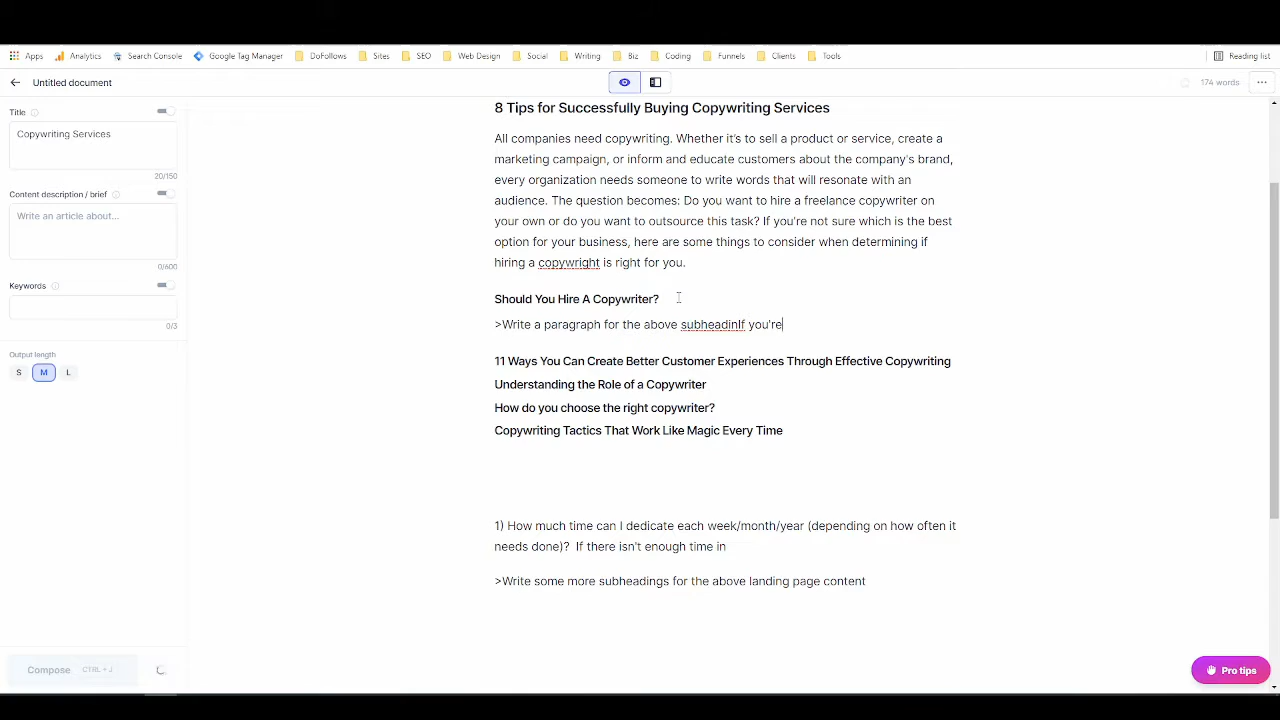 Apps Analytics Search Console Google Tag Manager DoFollows Sites SEO Web Design Social Writing Biz Coding Funnels Clients Tools Reading list
Untitled document 174 words
Title
Copywriting Services
20/150
Content description / brief
Write an article about...
0/600
Keywords
0/3
Output length
S M L
Compose CTRL + J
8 Tips for Successfully Buying Copywriting Services
All companies need copywriting. Whether it's to sell a product or service, create a
marketing campaign, or inform and educate customers about the company's brand,
every organization needs someone to write words that will resonate with an
audience. The question becomes: Do you want to hire a freelance copywriter on
your own or do you want to outsource this task? If you're not sure which is the best
option for your business, here are some things to consider when determining if
hiring a copywright is right for you.
Should You Hire A Copywriter?
>Write a paragraph for the above subheadinIf you're
11 Ways You Can Create Better Customer Experiences Through Effective Copywriting
Understanding the Role of a Copywriter
How do you choose the right copywriter?
Copywriting Tactics That Work Like Magic Every Time
1) How much time can I dedicate each week/month/year (depending on how often it
needs done)? If there isn't enough time in
>Write some more subheadings for the above landing page content
Pro tips